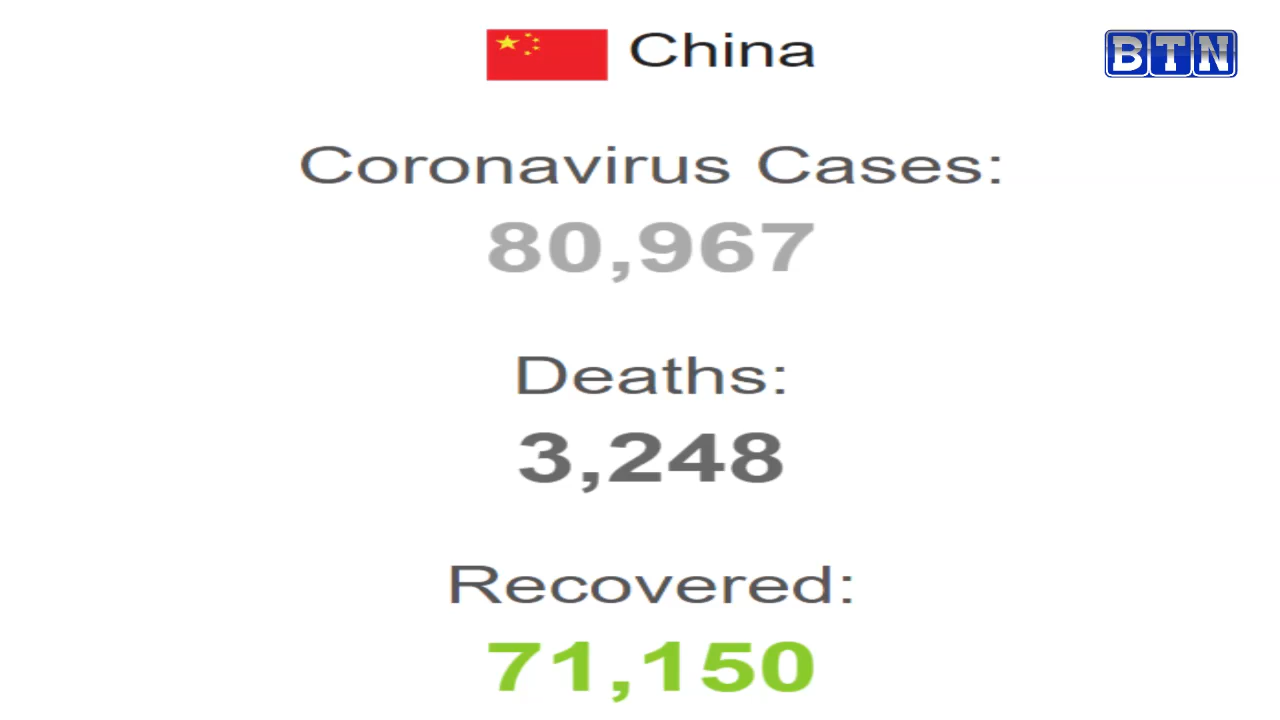 China
BTN
Coronavirus Cases:
80,967
Deaths:
3,248
Recovered:
71,150